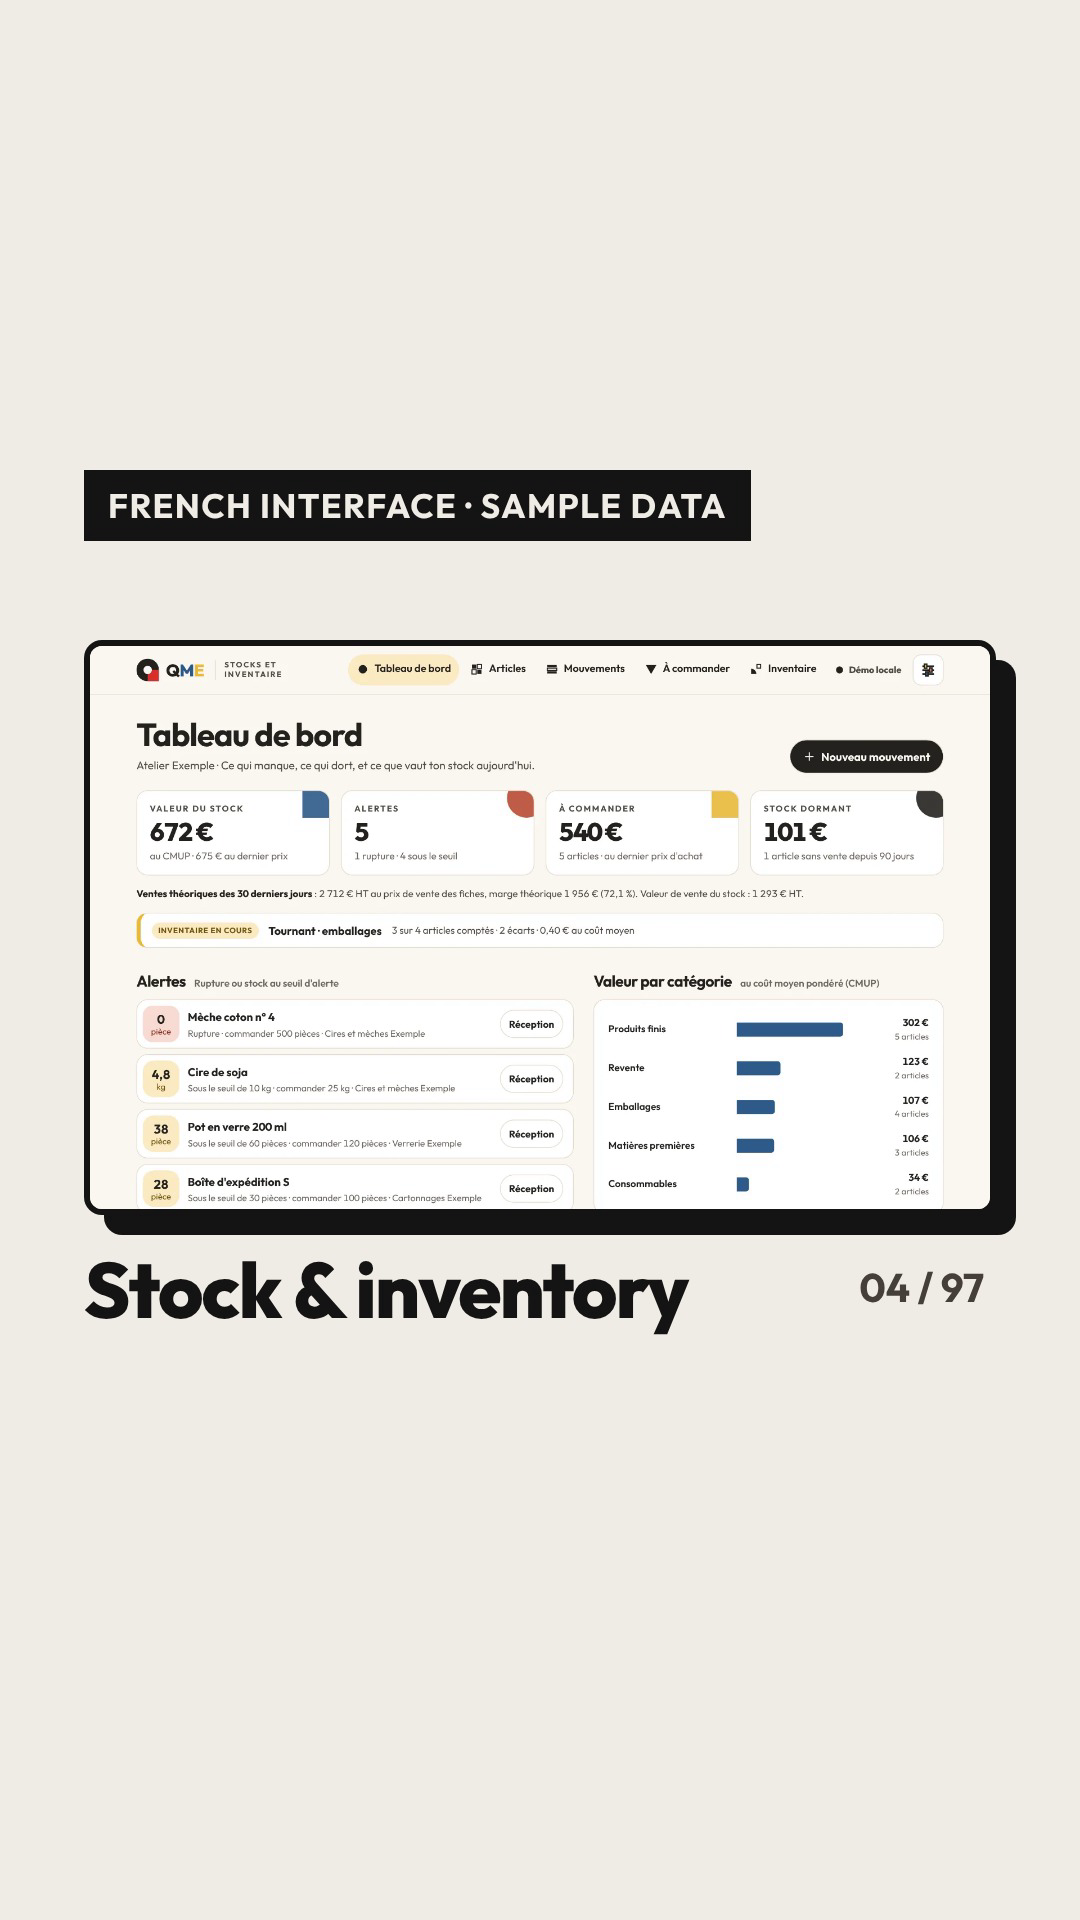 FRENCH INTERFACE · SAMPLE DATA
QME
STOCKS ET
INVENTAIRE
Tableau de bord
Articles
Mouvements
À commander
Inventaire
Démo locale
Tableau de bord
Atelier Exemple · Ce qui manque, ce qui dort, et ce que vaut ton stock aujourd'hui.
+ Nouveau mouvement
VALEUR DU STOCK
672 €
au CMUP · 675 € au dernier prix
ALERTES
5
1 rupture · 4 sous le seuil
À COMMANDER
540 €
5 articles · au dernier prix d'achat
STOCK DORMANT
101 €
1 article sans vente depuis 90 jours
Ventes théoriques des 30 derniers jours : 2 712 € HT au prix de vente des fiches, marge théorique 1 956 € (72,1 %). Valeur de vente du stock : 1 293 € HT.
INVENTAIRE EN COURS Tournant · emballages 3 sur 4 articles comptés · 2 écarts · 0,40 € au coût moyen
Alertes Rupture ou stock au seuil d'alerte
0
pièce
Mèche coton n° 4
Rupture · commander 500 pièces · Cires et mèches Exemple
Réception
4,8
kg
Cire de soja
Sous le seuil de 10 kg · commander 25 kg · Cires et mèches Exemple
Réception
38
pièce
Pot en verre 200 ml
Sous le seuil de 60 pièces · commander 120 pièces · Verrerie Exemple
Réception
28
pièce
Boîte d'expédition S
Sous le seuil de 30 pièces · commander 100 pièces · Cartonnages Exemple
Réception
Valeur par catégorie au coût moyen pondéré (CMUP)
Produits finis
302 €
5 articles
Revente
123 €
2 articles
Emballages
107 €
4 articles
Matières premières
106 €
3 articles
Consommables
34 €
2 articles
Stock & inventory
04 / 97